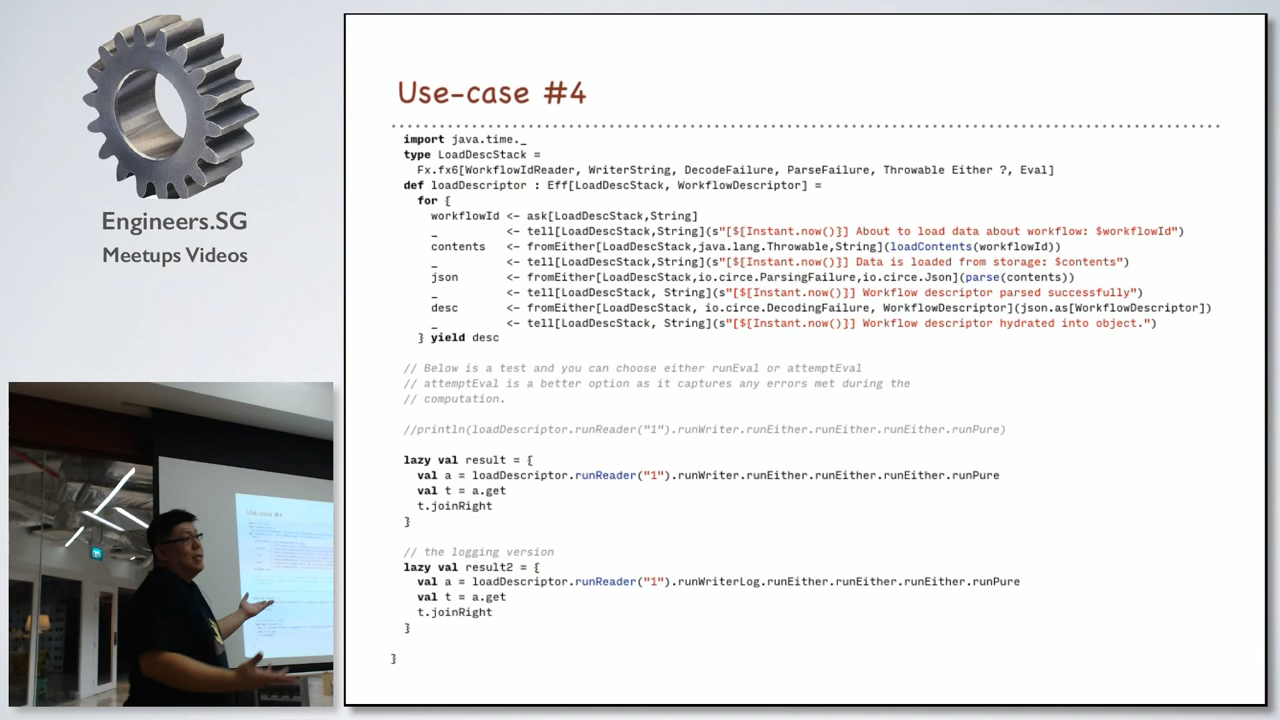 Engineers.SG
Meetups Videos
Use-case #4
import java.time._
type LoadDescStack =
Fx.fx6[WorkflowIdReader, WriterString, DecodeFailure, ParseFailure, Throwable Either ?, Eval]
def loadDescriptor : Eff[LoadDescStack, WorkflowDescriptor] =
for {
workflowId <- ask[LoadDescStack,String]
_ <- tell[LoadDescStack,String](s"[${Instant.now()}] About to load data about workflow: $workflowId")
contents <- fromEither[LoadDescStack,java.lang.Throwable,String](loadContents(workflowId))
_ <- tell[LoadDescStack,String](s"[${Instant.now()}] Data is loaded from storage: $contents")
json <- fromEither[LoadDescStack,io.circe.ParsingFailure,io.circe.Json](parse(contents))
_ <- tell[LoadDescStack, String](s"[${Instant.now()}] Workflow descriptor parsed successfully")
desc <- fromEither[LoadDescStack, io.circe.DecodingFailure, WorkflowDescriptor](json.as[WorkflowDescriptor])
_ <- tell[LoadDescStack, String](s"[${Instant.now()}] Workflow descriptor hydrated into object.")
} yield desc
// Below is a test and you can choose either runEval or attemptEval
// attemptEval is a better option as it captures any errors met during the
// computation.
//println(loadDescriptor.runReader("1").runWriter.runEither.runEither.runEither.runPure)
lazy val result = {
val a = loadDescriptor.runReader("1").runWriter.runEither.runEither.runEither.runPure
val t = a.get
t.joinRight
}
// the logging version
lazy val result2 = {
val a = loadDescriptor.runReader("1").runWriterLog.runEither.runEither.runEither.runPure
val t = a.get
t.joinRight
}
}
Use-case #4